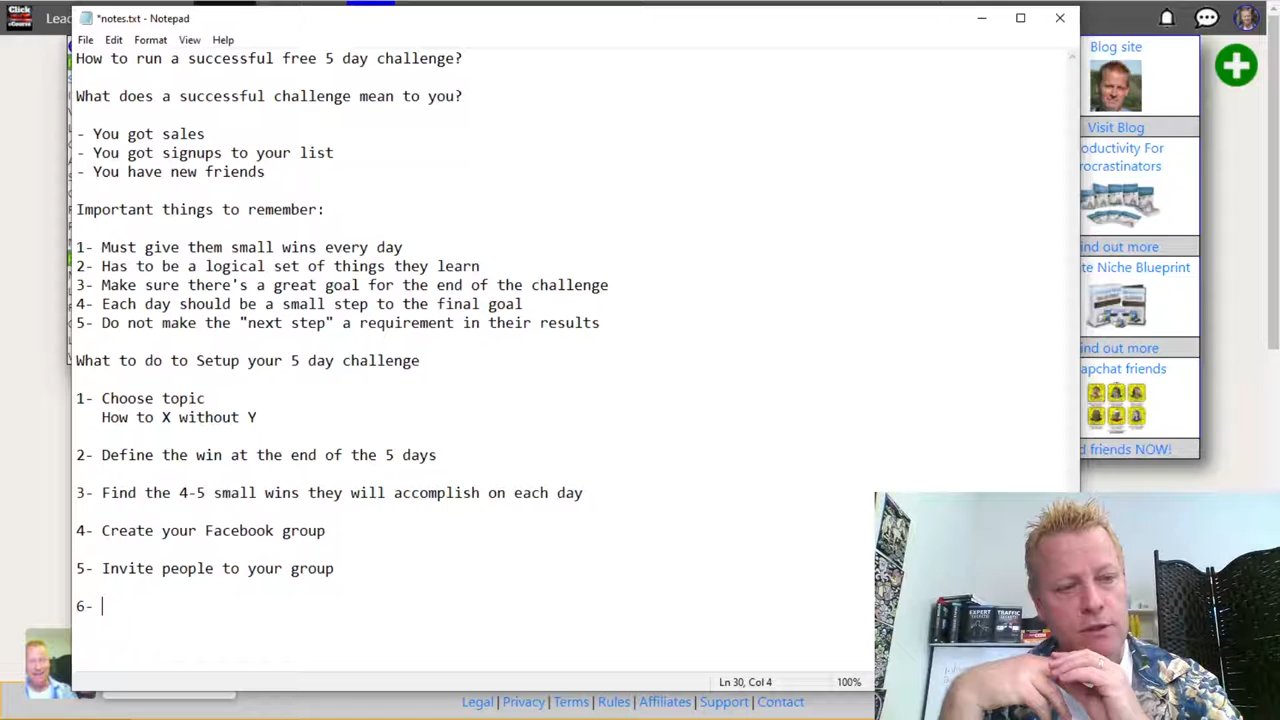 Click
eCourse
Lea
*notes.txt - Notepad
File Edit Format View Help
How to run a successful free 5 day challenge?
What does a successful challenge mean to you?
- You got sales
- You got signups to your list
- You have new friends
Important things to remember:
1- Must give them small wins every day
2- Has to be a logical set of things they learn
3- Make sure there's a great goal for the end of the challenge
4- Each day should be a small step to the final goal
5- Do not make the "next step" a requirement in their results
What to do to Setup your 5 day challenge
1- Choose topic
How to X without Y
2- Define the win at the end of the 5 days
3- Find the 4-5 small wins they will accomplish on each day
4- Create your Facebook group
5- Invite people to your group
6-
Ln 30, Col 4 100%
Blog site
Visit Blog
oductivity For
rocrastinators
ind out more
te Niche Blueprint
ind out more
apchat friends
d friends NOW!
EXPERT
SECRETS
TRAFFIC
SECRETS
Legal | Privacy | Terms | Rules | Affiliates | Support | Contact